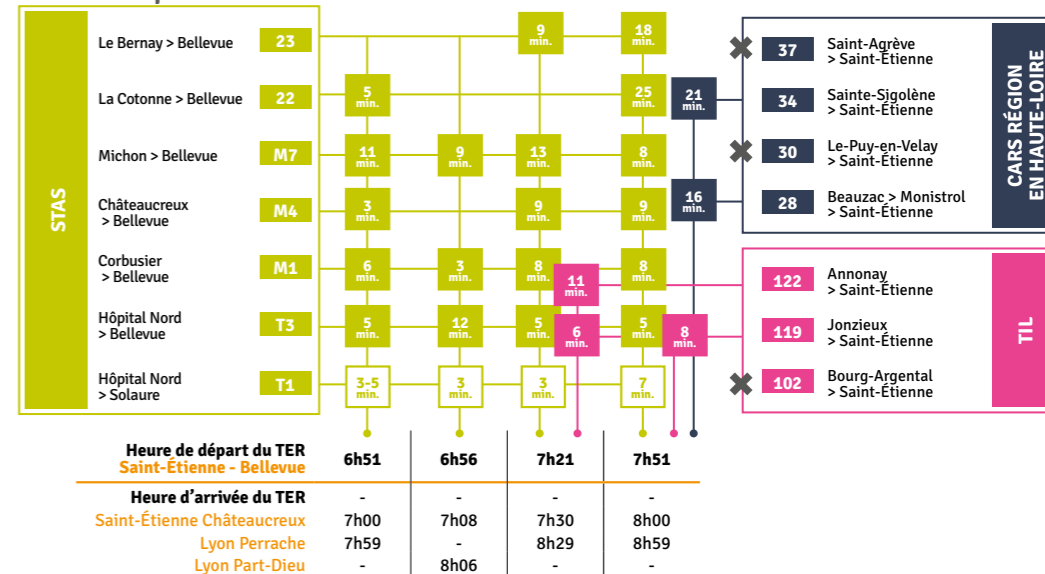 STAS
Le Bernay > Bellevue 23 9 min. 18 min.
La Cotonne > Bellevue 22 5 min. 25 min.
Michon > Bellevue M7 11 min. 9 min. 13 min. 8 min.
Châteaucreux
> Bellevue M4 3 min. 9 min. 9 min.
Corbusier
> Bellevue M1 6 min. 3 min. 8 min. 8 min.
Hôpital Nord
> Bellevue T3 5 min. 12 min. 5 min. 5 min.
Hôpital Nord
> Solaure T1 3-5 min. 3 min. 3 min. 7 min.
21 min.
16 min.
11 min.
6 min. 8 min.
37 Saint-Agrève
> Saint-Étienne
34 Sainte-Sigolène
> Saint-Étienne
30 Le-Puy-en-Velay
> Saint-Étienne
28 Beauzac > Monistrol
> Saint-Étienne
CARS RÉGION
EN HAUTE-LOIRE
122 Annonay
> Saint-Étienne
119 Jonzieux
> Saint-Étienne
102 Bourg-Argental
> Saint-Étienne
TIL
Heure de départ du TER
Saint-Étienne - Bellevue 6h51 6h56 7h21 7h51
Heure d’arrivée du TER - - - -
Saint-Étienne Châteaucreux 7h00 7h08 7h30 8h00
Lyon Perrache 7h59 - 8h29 8h59
Lyon Part-Dieu - 8h06 - -